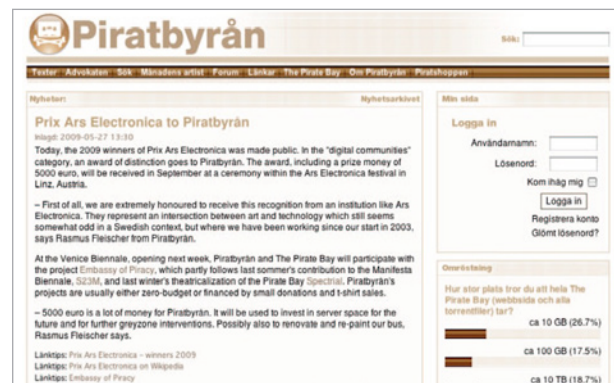 Piratbyrån
Sök:
Texter Advokaten Sök Månadens artist Forum Länkar The Pirate Bay Om Piratbyrån Piratshoppen
Nyheter: Nyhetsarkivet
Prix Ars Electronica to Piratbyrån
Inlagt: 2009-05-27 13:30
Today, the 2009 winners of Prix Ars Electronica was made public. In the "digital communities"
category, an award of distinction goes to Piratbyrån. The award, including a prize money of
5000 euro, will be received in September at a ceremony within the Ars Electronica festival in
Linz, Austria.
– First of all, we are extremely honoured to receive this recognition from an institution like Ars
Electronica. They represent an intersection between art and technology which still seems
somewhat odd in a Swedish context, but where we have been working since our start in 2003,
says Rasmus Fleischer from Piratbyrån.
At the Venice Biennale, opening next week, Piratbyrån and The Pirate Bay will participate with
the project Embassy of Piracy, which partly follows last sommer's contribution to the Manifesta
Biennale, S23M, and last winter's theatricalization of the Pirate Bay Spectrial. Piratbyrån's
projects are usually either zero-budget or financed by small donations and t-shirt sales.
– 5000 euro is a lot of money for Piratbyrån. It will be used to invest in server space for the
future and for further greyzone interventions. Possibly also to renovate and re-paint our bus,
Rasmus Fleischer says.
Länktips: Prix Ars Electronica - winners 2009
Länktips: Prix Ars Electronica on Wikipedia
Länktips: Embassy of Piracy
Min sida
Logga in
Användarnamn:
Lösenord:
Kom ihåg mig
Logga in
Registrera konto
Glömt lösenord?
Omröstning
Hur stor plats tror du att hela The
Pirate Bay (webbsida och alla
torrentfiler) tar?
ca 10 GB (26.7%)
ca 100 GB (17.5%)
ca 10 TB (18.7%)